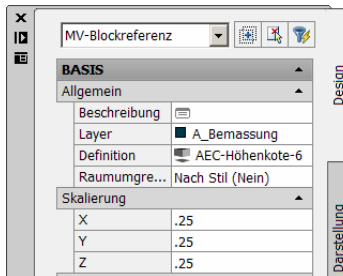 MV-Blockreferenz
BASIS
Allgemein
Beschreibung
Layer A_Bemassung
Definition AEC-Höhenkote-6
Raumumgre... Nach Stil (Nein)
Skalierung
X .25
Y .25
Z .25
Design
Darstellung